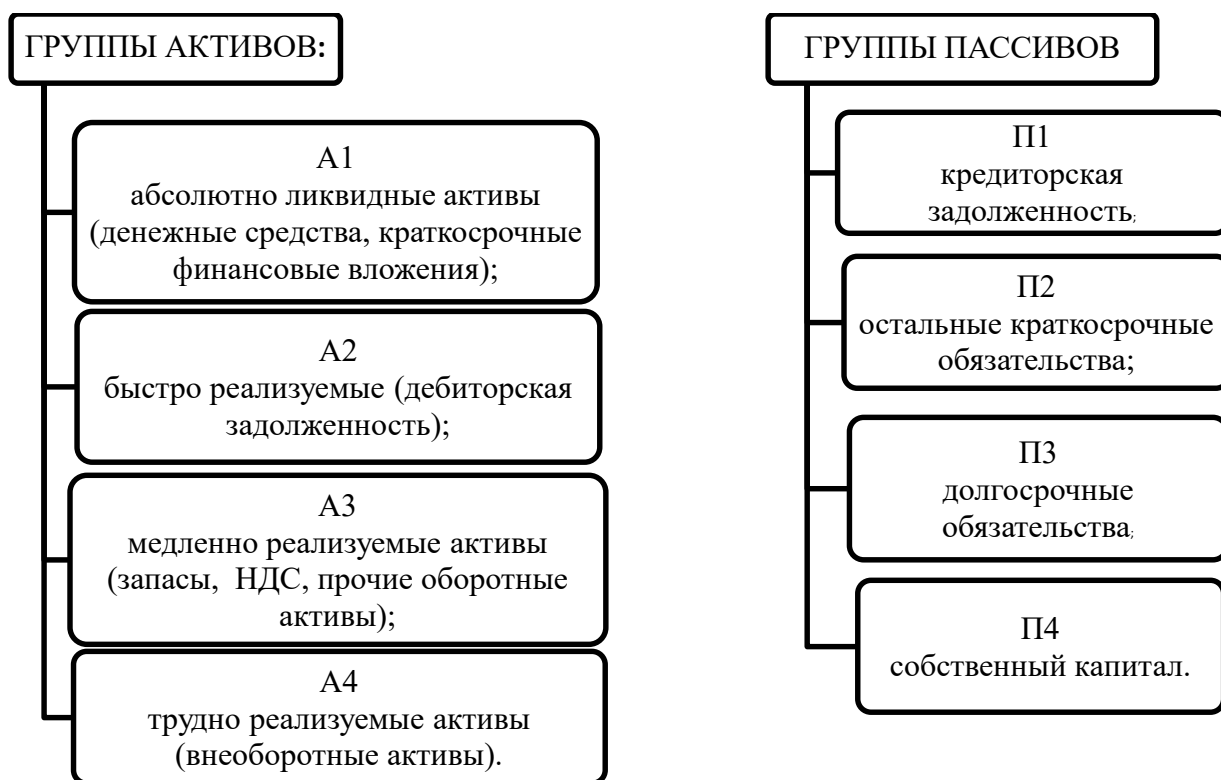 ГРУППЫ АКТИВОВ:
А1
абсолютно ликвидные активы
(денежные средства, краткосрочные
финансовые вложения);
А2
быстро реализуемые (дебиторская
задолженность);
А3
медленно реализуемые активы
(запасы, НДС, прочие оборотные
активы);
А4
трудно реализуемые активы
(внеоборотные активы).
ГРУППЫ ПАССИВОВ
П1
кредиторская
задолженность;
П2
остальные краткосрочные
обязательства;
П3
долгосрочные
обязательства;
П4
собственный капитал.